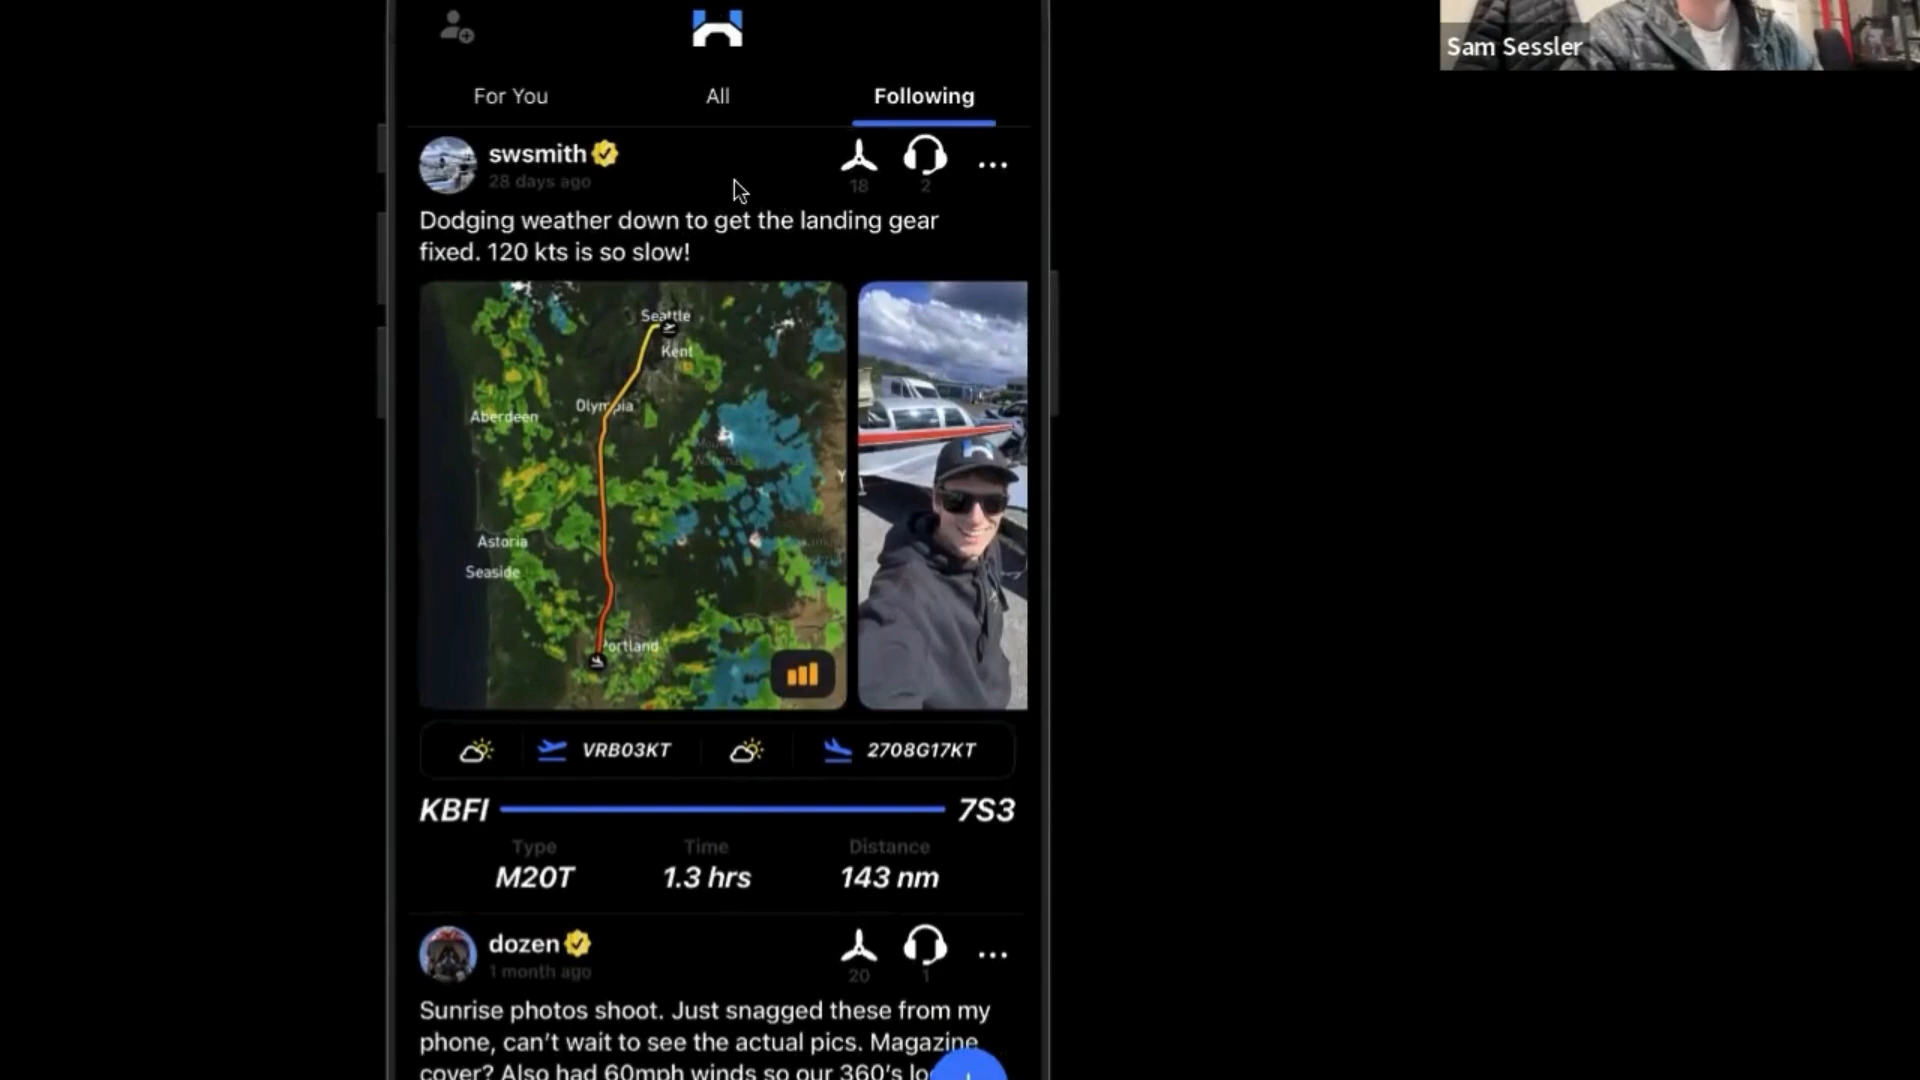 Sam Sessler
For You
All
Following
swsmith
28 days ago
18
2
Dodging weather down to get the landing gear
fixed. 120 kts is so slow!
Seattle
Kent
Olympia
Aberdeen
Astoria
Seaside
Portland
VRB03KT
2708G17KT
KBFI
7S3
Type
Time
Distance
M20T
1.3 hrs
143 nm
dozen
1 month ago
20
1
Sunrise photos shoot. Just snagged these from my
phone, can't wait to see the actual pics. Magazine
cover? Also had 60mph winds so our 360's